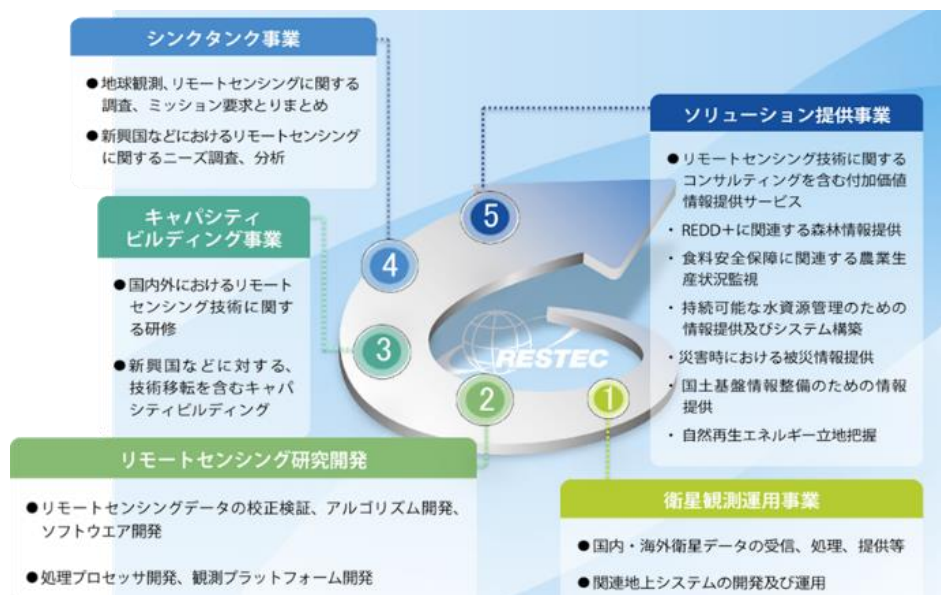 シンクタンク事業
●地球観測、リモートセンシングに関する
調査、ミッション要求とりまとめ
●新興国などにおけるリモートセンシング
に関するニーズ調査、分析
キャパシティ
ビルディング事業
●国内外におけるリモート
センシング技術に関す
る研修
●新興国などに対する、
技術移転を含むキャパ
シティビルディング
リモートセンシング研究開発
●リモートセンシングデータの校正検証、アルゴリズム開発、
ソフトウエア開発
●処理プロセッサ開発、観測プラットフォーム開発
5
4
3
2
1
RESTEC
ソリューション提供事業
●リモートセンシング技術に関する
コンサルティングを含む付加価値
情報提供サービス
・REDD+に関連する森林情報提供
・食料安全保障に関連する農業生
産状況監視
・持続可能な水資源管理のための
情報提供及びシステム構築
・災害時における被災情報提供
・国土基盤情報整備のための情報
提供
・自然再生エネルギー立地把握
衛星観測運用事業
●国内・海外衛星データの受信、処理、提供等
●関連地上システムの開発及び運用